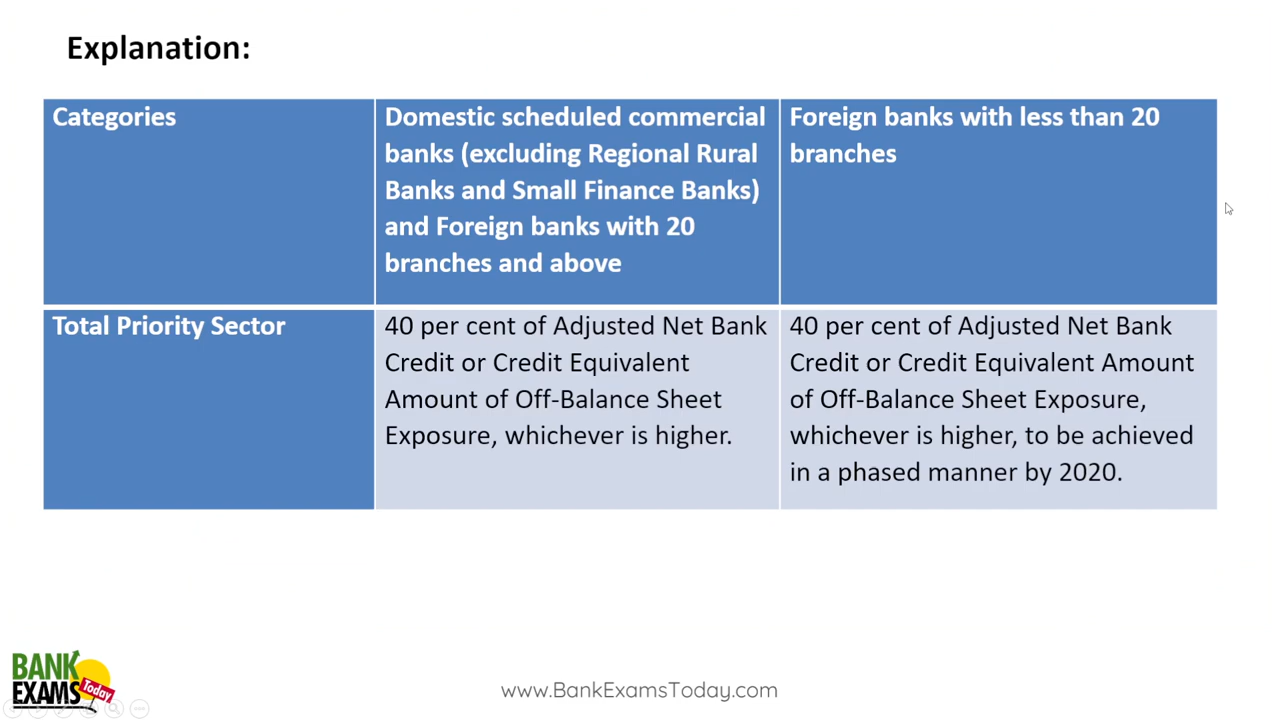 Explanation:
Categories
Domestic scheduled commercial
banks (excluding Regional Rural
Banks and Small Finance Banks)
and Foreign banks with 20
branches and above
Foreign banks with less than 20
branches
Total Priority Sector
40 per cent of Adjusted Net Bank
Credit or Credit Equivalent
Amount of Off-Balance Sheet
Exposure, whichever is higher.
40 per cent of Adjusted Net Bank
Credit or Credit Equivalent Amount
of Off-Balance Sheet Exposure,
whichever is higher, to be achieved
in a phased manner by 2020.
BANK
EXAMS
Today
www.BankExamsToday.com